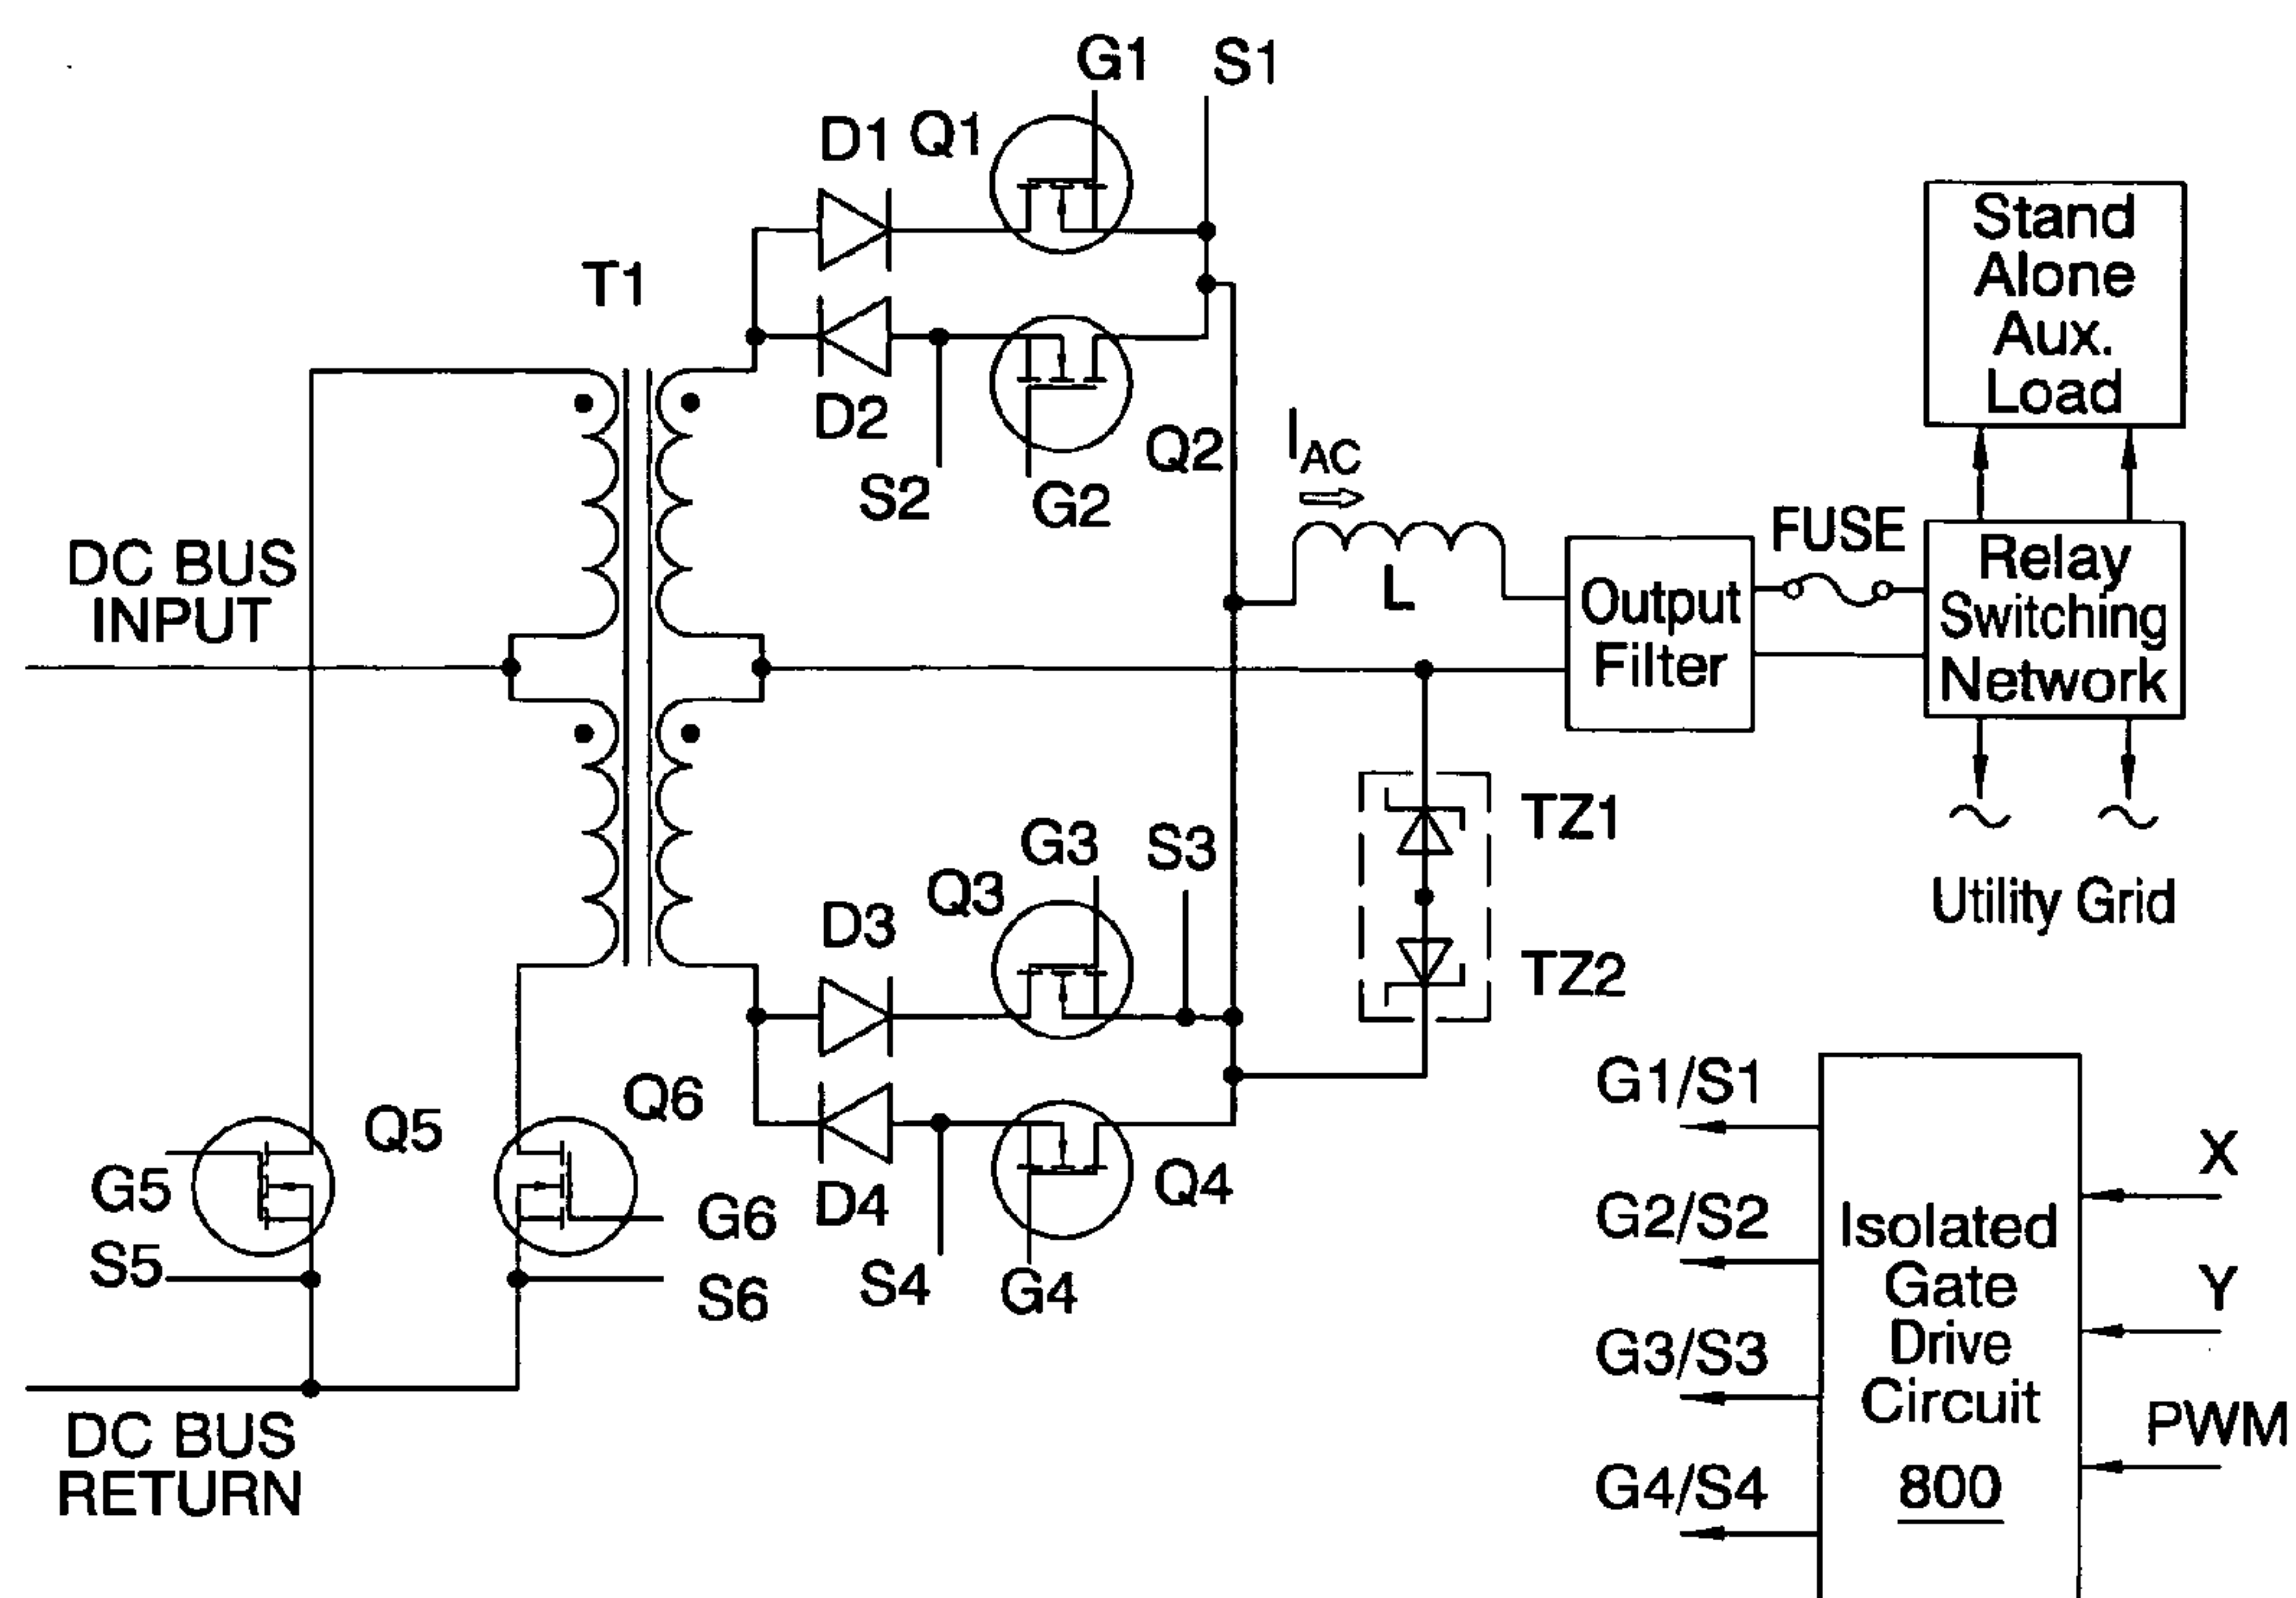 G1
S1
D1
Q1
T1
D2
S2
G2
Q2
I_AC
L
DC BUS
INPUT
Stand
Alone
Aux.
Load
FUSE
Output
Filter
Relay
Switching
Network
Utility Grid
TZ1
TZ2
G3
S3
Q3
D3
D4
Q4
S4
G4
Q5
Q6
G5
S5
G6
S6
DC BUS
RETURN
G1/S1
G2/S2
G3/S3
G4/S4
Isolated
Gate
Drive
Circuit
800
X
Y
PWM